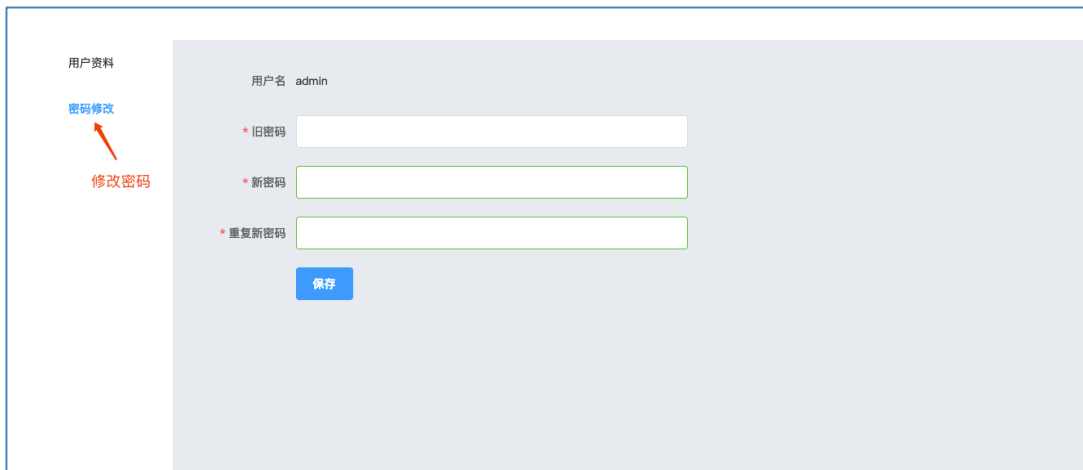 用户资料
密码修改
修改密码
用户名 admin
* 旧密码
* 新密码
* 重复新密码
保存